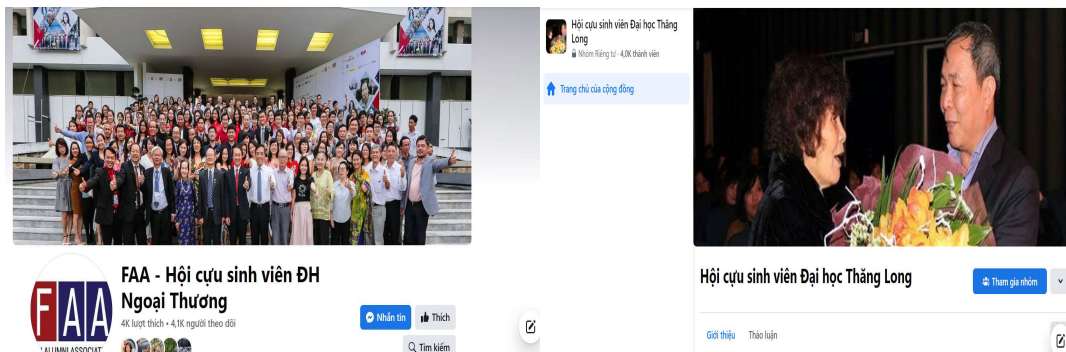 FAA - Hội cựu sinh viên ĐH
Ngoại Thương
4K lượt thích • 4,1K người theo dõi
Nhắn tin
Thích
Tìm kiếm
FAA
ALUMNI ASSOCIAT
Hội cựu sinh viên Đại học Thăng
Long
Nhóm Riêng tư · 4,0K thành viên
Trang chủ của cộng đồng
Hội cựu sinh viên Đại học Thăng Long
Tham gia nhóm
Giới thiệu
Thảo luận